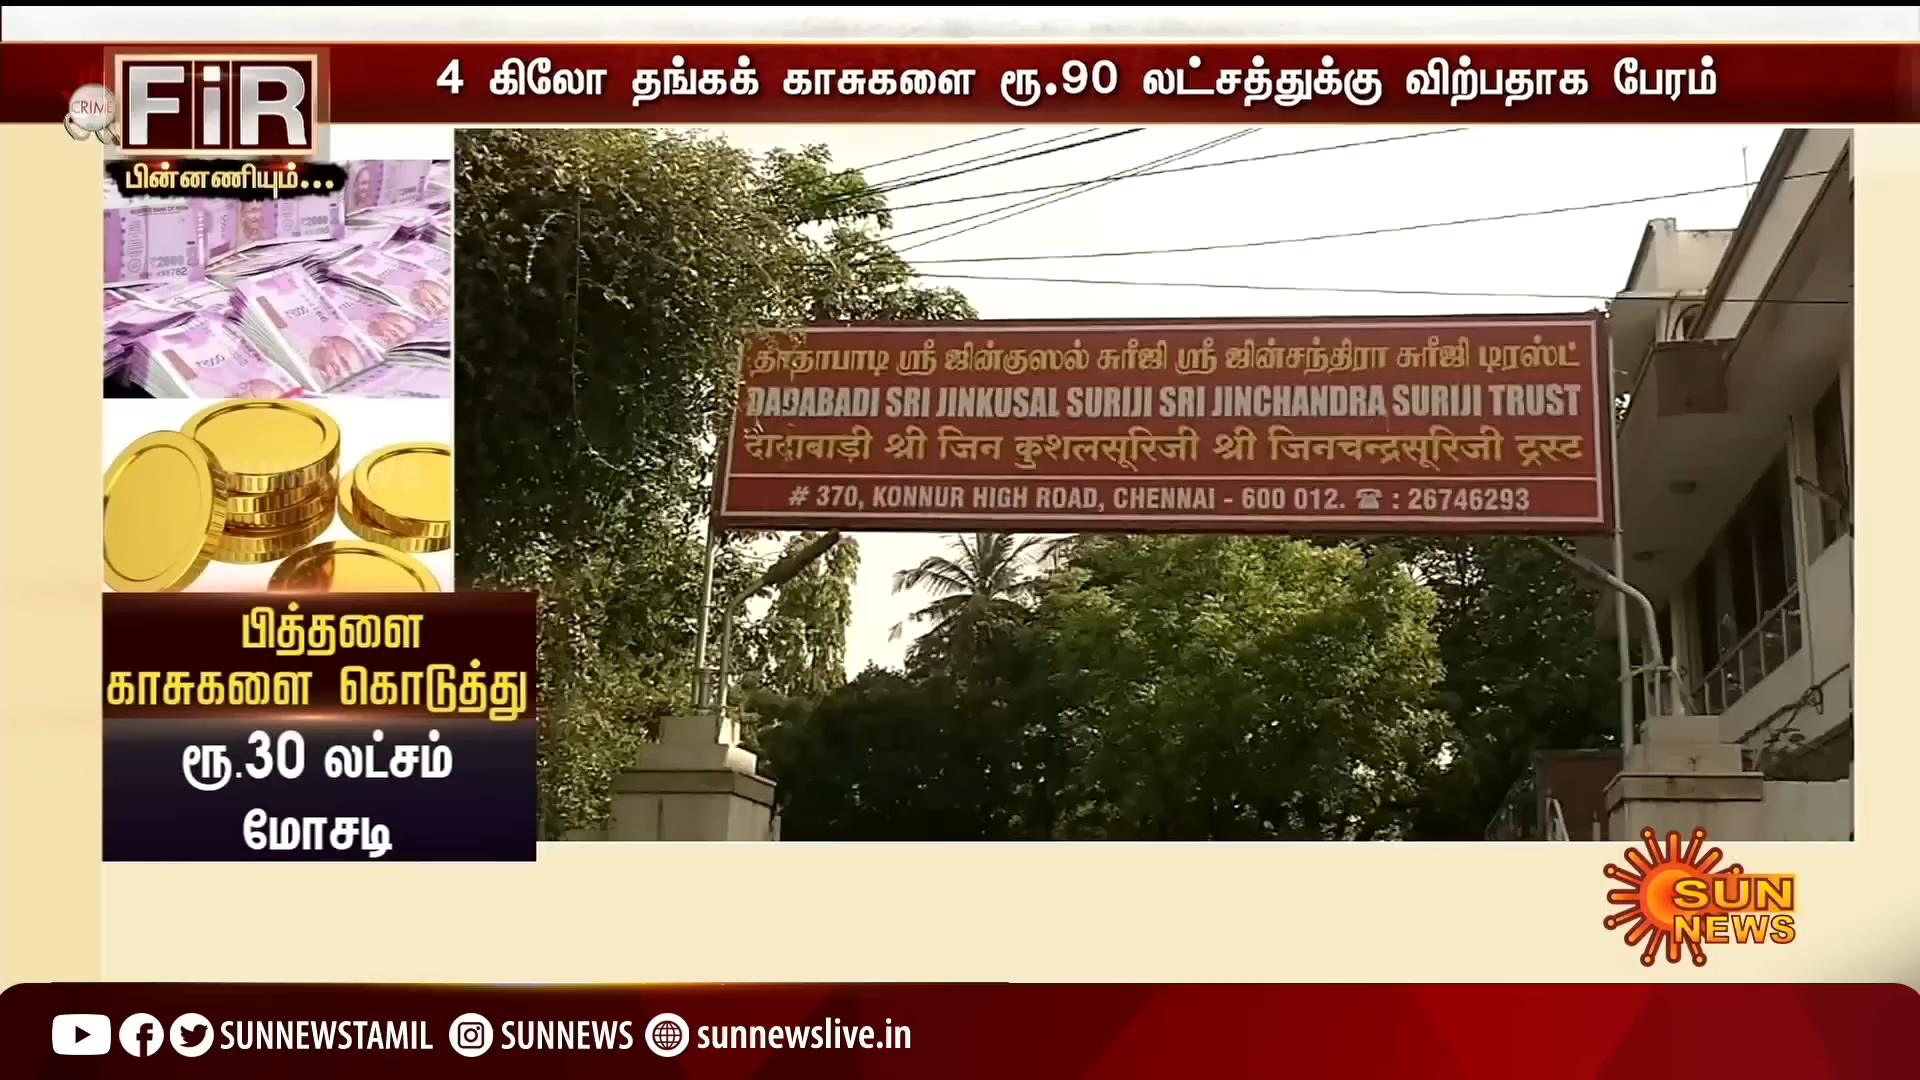 4 கிலோ தங்கக் காசுகளை ரூ.90 லட்சத்துக்கு விற்பதாக பேரம்
CRIME
FiR
பின்னணியும்...
தாதாபாடி ஸ்ரீ ஜின்குஸல் சுரீஜி ஸ்ரீ ஜின்சந்திரா சுரீஜி டிரஸ்ட்
DADABADI SRI JINKUSAL SURIJI SRI JINCHANDRA SURIJI TRUST
दादाबाड़ी श्री जिन कुशलसूरिजी श्री जिनचन्द्रसूरिजी ट्रस्ट
# 370, KONNUR HIGH ROAD, CHENNAI - 600 012. ☎ : 26746293
பித்தளை
காசுகளை கொடுத்து
ரூ.30 லட்சம்
மோசடி
SUN
NEWS
SUNNEWSTAMIL SUNNEWS sunnewslive.in